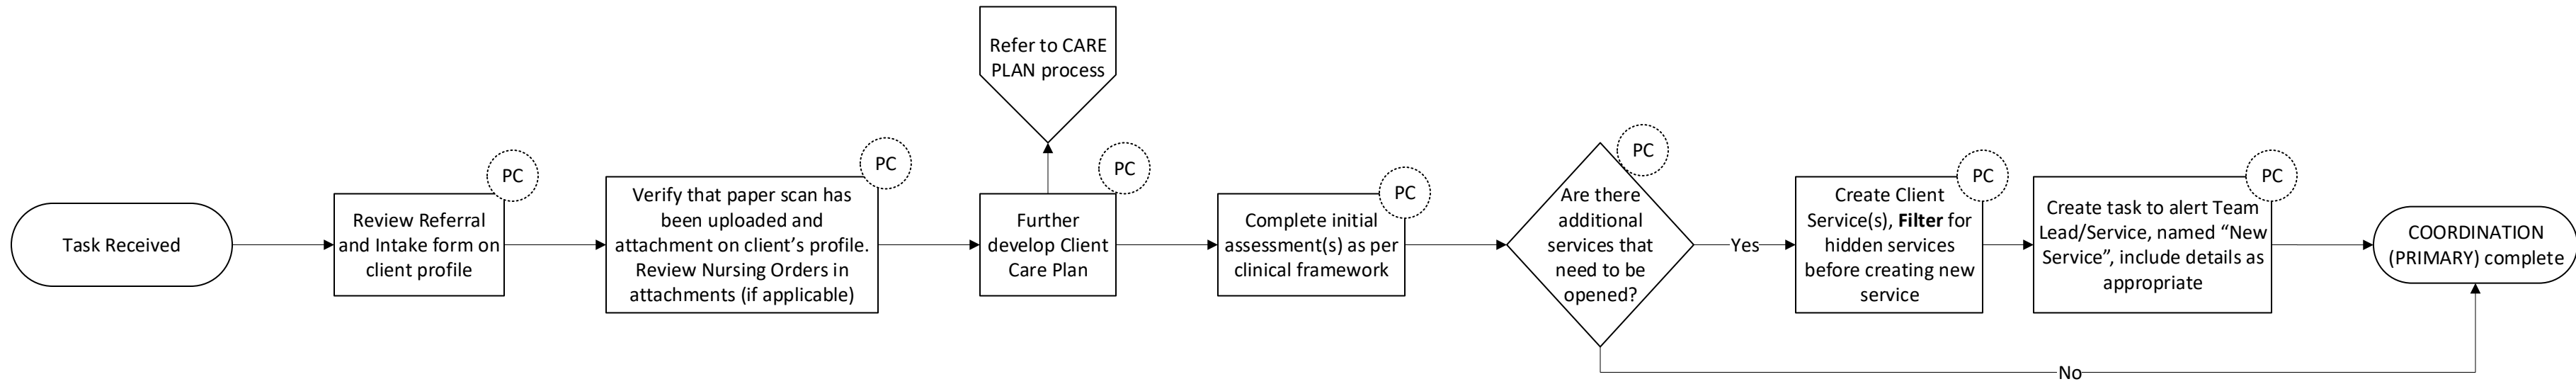 Task Received
PC
Review Referral
and Intake form on
client profile
PC
Verify that paper scan has
been uploaded and
attachment on client’s profile.
Review Nursing Orders in
attachments (if applicable)
Refer to CARE
PLAN process
PC
Further
develop Client
Care Plan
PC
Complete initial
assessment(s) as per
clinical framework
PC
Are there
additional
services that
need to be
opened?
Yes
PC
Create Client
Service(s), Filter for
hidden services
before creating new
service
PC
Create task to alert Team
Lead/Service, named “New
Service”, include details as
appropriate
COORDINATION
(PRIMARY) complete
No